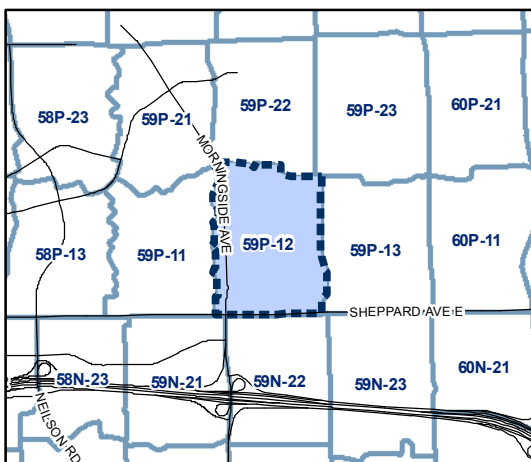 59P-22
59P-23
60P-21
58P-23
59P-21
MORNINGSIDE AVE
58P-13
59P-11
59P-12
59P-13
60P-11
SHEPPARD AVE E
58N-23
59N-21
59N-22
59N-23
60N-21
NEILSON RD